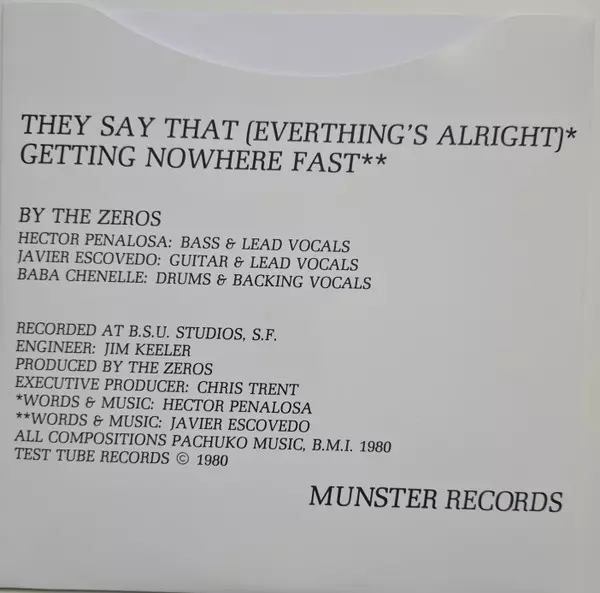 THEY SAY THAT (EVERTHING'S ALRIGHT)*
GETTING NOWHERE FAST**
BY THE ZEROS
HECTOR PENALOSA: BASS & LEAD VOCALS
JAVIER ESCOVEDO: GUITAR & LEAD VOCALS
BABA CHENELLE: DRUMS & BACKING VOCALS
RECORDED AT B.S.U. STUDIOS, S.F.
ENGINEER: JIM KEELER
PRODUCED BY THE ZEROS
EXECUTIVE PRODUCER: CHRIS TRENT
*WORDS & MUSIC: HECTOR PENALOSA
**WORDS & MUSIC: JAVIER ESCOVEDO
ALL COMPOSITIONS PACHUKO MUSIC, B.M.I. 1980
TEST TUBE RECORDS © 1980
MUNSTER RECORDS